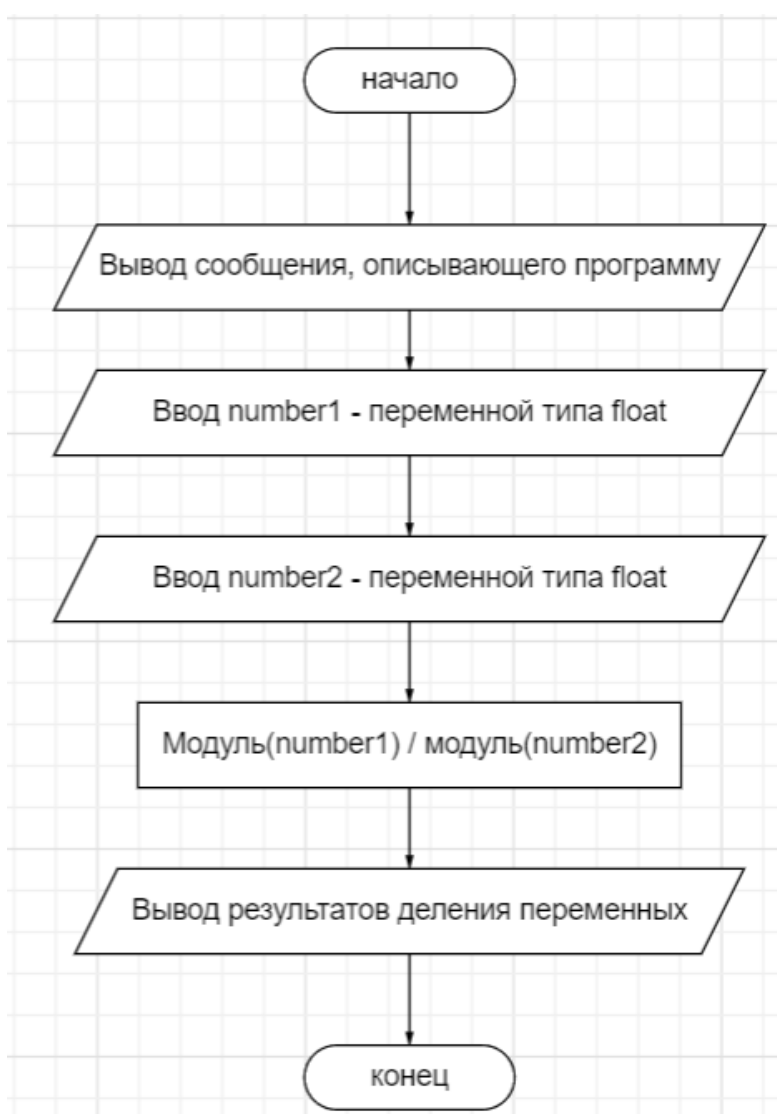 начало
Вывод сообщения, описывающего программу
Ввод number1 - переменной типа float
Ввод number2 - переменной типа float
Модуль(number1) / модуль(number2)
Вывод результатов деления переменных
конец